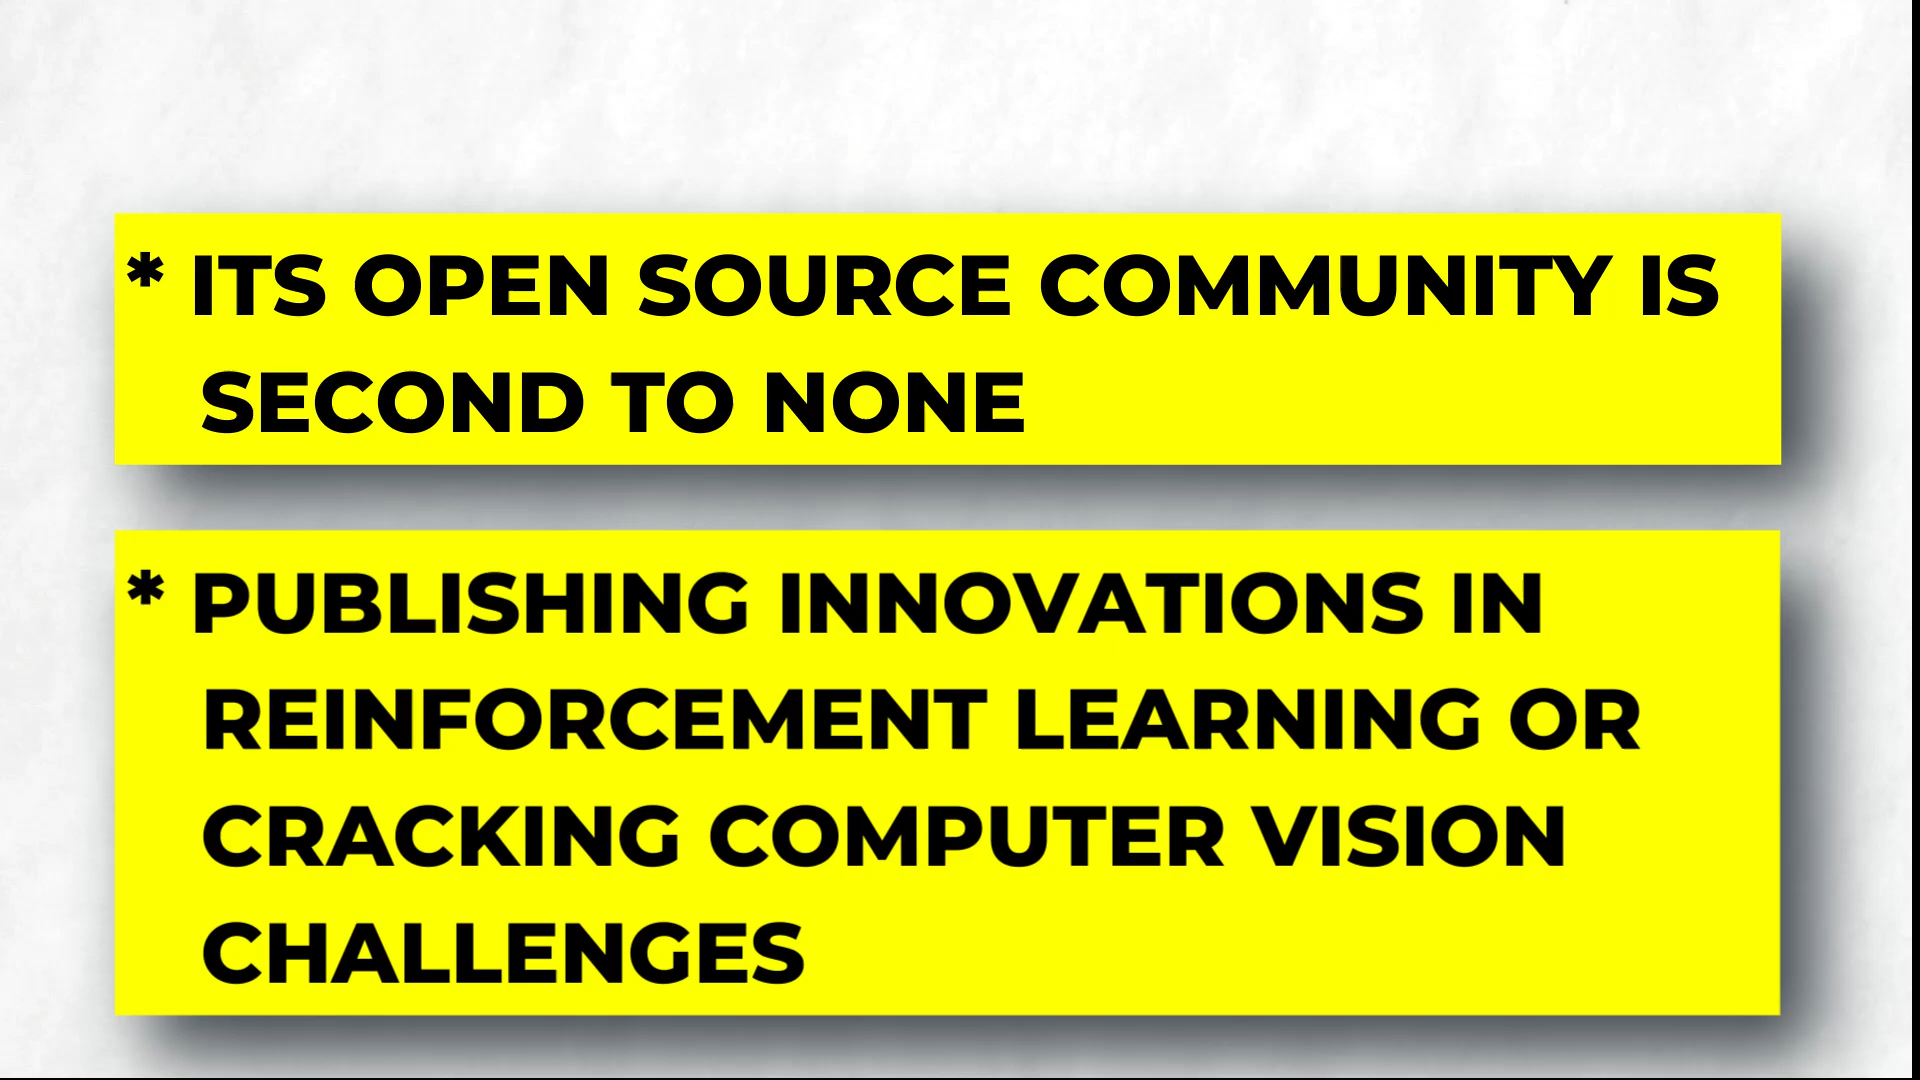 * ITS OPEN SOURCE COMMUNITY IS
SECOND TO NONE
* PUBLISHING INNOVATIONS IN
REINFORCEMENT LEARNING OR
CRACKING COMPUTER VISION
CHALLENGES